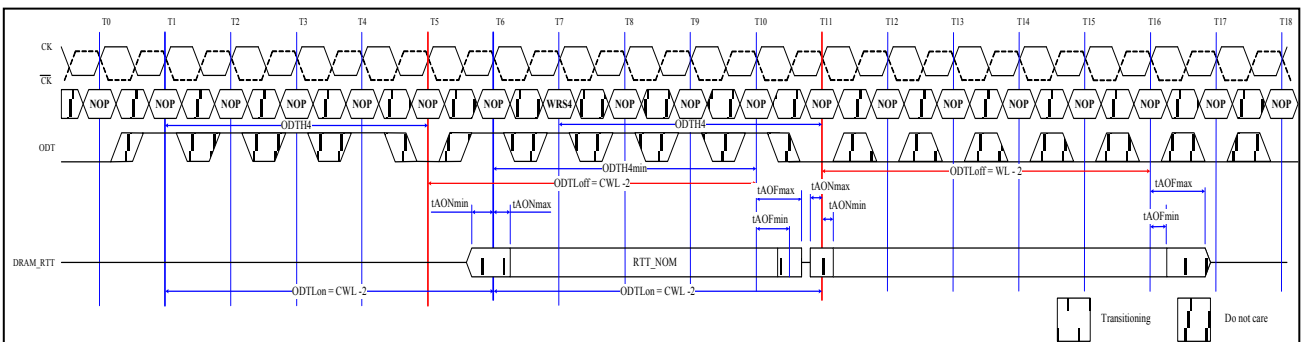 T0 T1 T2 T3 T4 T5 T6 T7 T8 T9 T10 T11 T12 T13 T14 T15 T16 T17 T18
CK
CK
NOP NOP NOP NOP NOP NOP NOP WRS4 NOP NOP NOP NOP NOP NOP NOP NOP NOP NOP NOP
ODTH4 ODTH4
ODT
ODTH4min
ODTLoff = CWL -2 ODTLoff = WL - 2
tAONmin tAONmax tAOFmax tAONmax tAOFmax
tAOFmin tAONmin tAOFmin
DRAM_RTT RTT_NOM
ODTLon = CWL -2 ODTLon = CWL -2
Transitioning Do not care